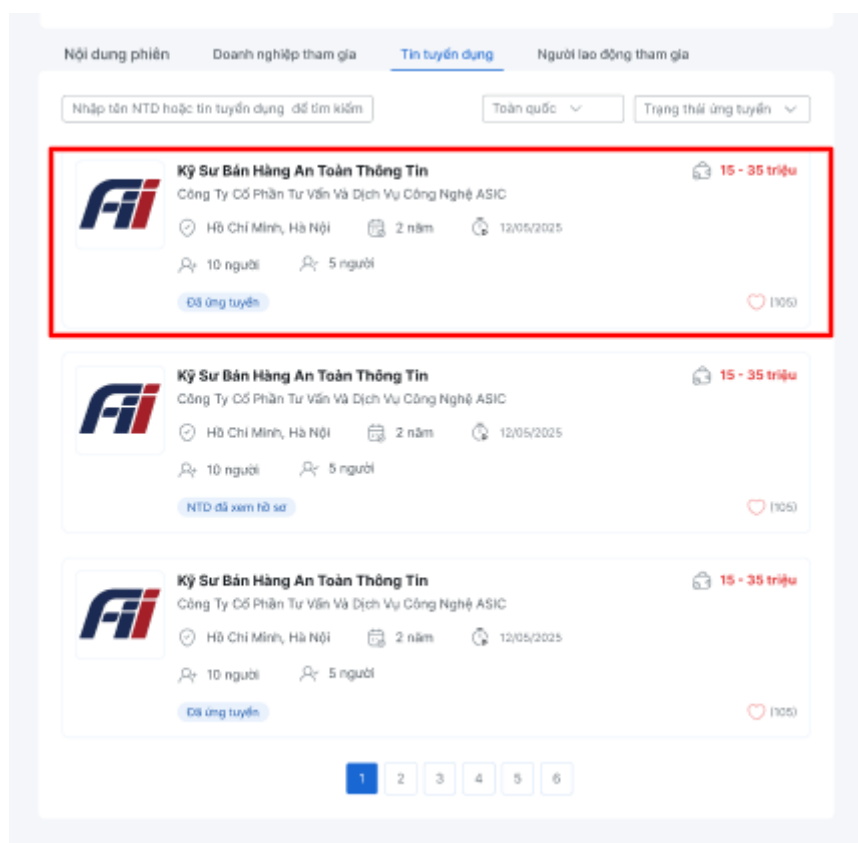 Nội dung phiên Doanh nghiệp tham gia Tin tuyển dụng Người lao động tham gia
Nhập tên NTD hoặc tin tuyển dụng để tìm kiếm Toàn quốc Trạng thái ứng tuyển
Kỹ Sư Bán Hàng An Toàn Thông Tin 15 - 35 triệu
Công Ty Cổ Phần Tư Vấn Và Dịch Vụ Công Nghệ ASIC
Hồ Chí Minh, Hà Nội 2 năm 12/05/2025
10 người 5 người
Đã ứng tuyển (105)
Kỹ Sư Bán Hàng An Toàn Thông Tin 15 - 35 triệu
Công Ty Cổ Phần Tư Vấn Và Dịch Vụ Công Nghệ ASIC
Hồ Chí Minh, Hà Nội 2 năm 12/05/2025
10 người 5 người
NTD đã xem hồ sơ (105)
Kỹ Sư Bán Hàng An Toàn Thông Tin 15 - 35 triệu
Công Ty Cổ Phần Tư Vấn Và Dịch Vụ Công Nghệ ASIC
Hồ Chí Minh, Hà Nội 2 năm 12/05/2025
10 người 5 người
Đã ứng tuyển (105)
1 2 3 4 5 6